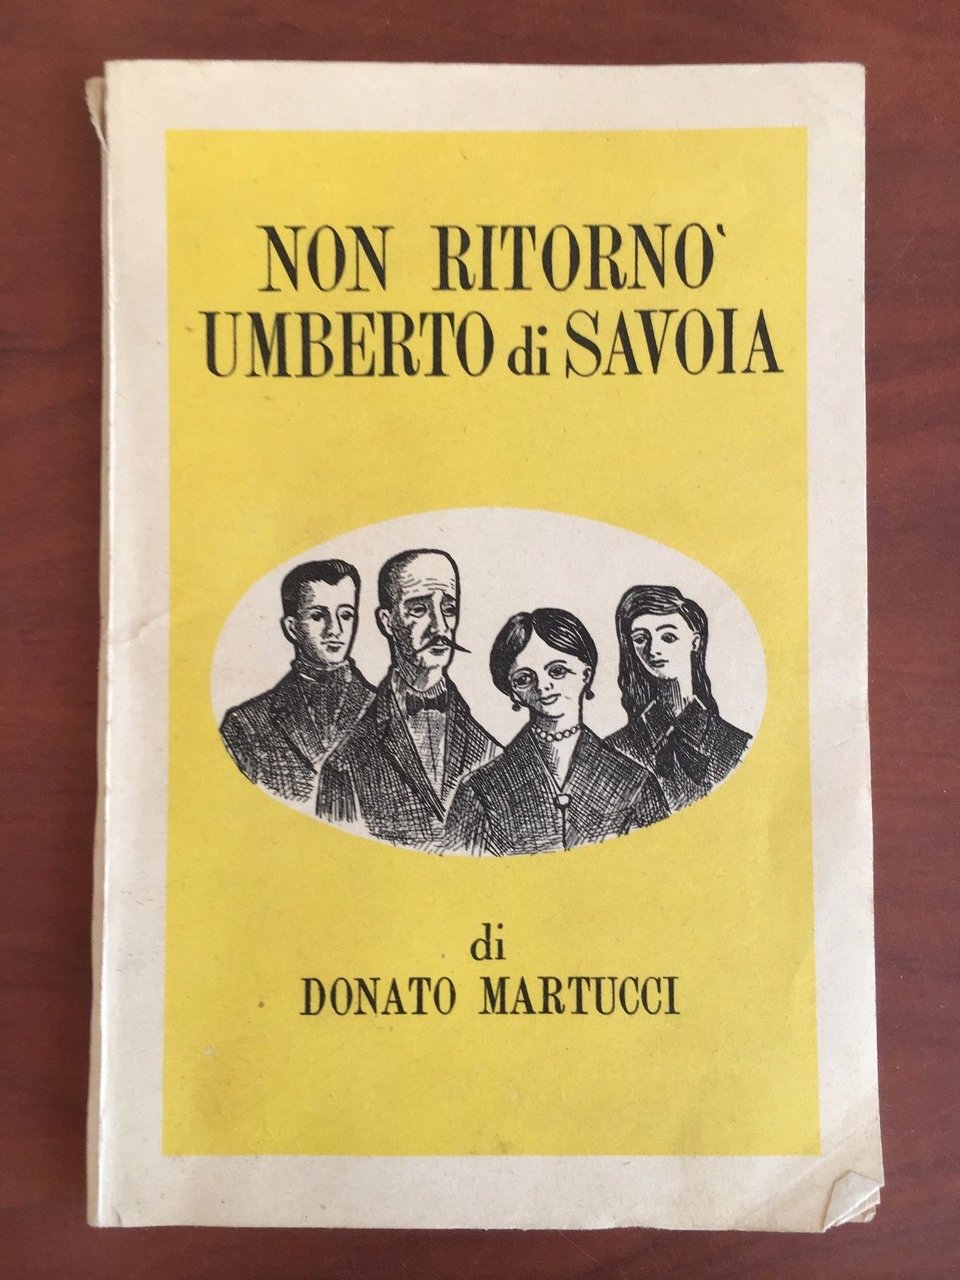 NON RITORNO`
UMBERTO di SAVOIA
di
DONATO MARTUCCI